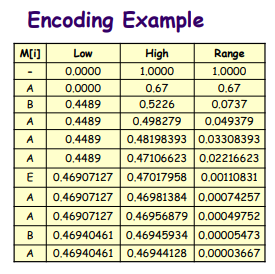 Encoding Example
M[i] Low High Range
- 0.0000 1.0000 1.0000
A 0.0000 0.67 0.67
B 0.4489 0.5226 0.0737
A 0.4489 0.498279 0.049379
A 0.4489 0.48198393 0.03308393
A 0.4489 0.47106623 0.02216623
E 0.46907127 0.47017958 0.00110831
A 0.46907127 0.46981384 0.00074257
A 0.46907127 0.46956879 0.00049752
B 0.46940461 0.46945934 0.00005473
A 0.46940461 0.46944128 0.00003667